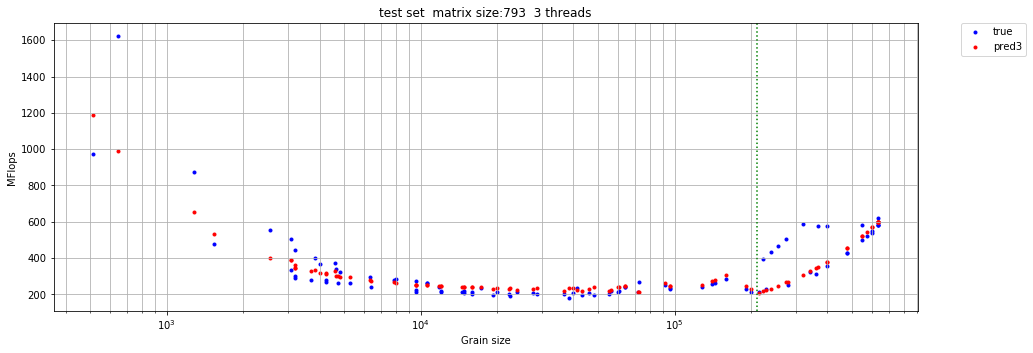 test set  matrix size:793  3 threads
true
pred3
MFlops
1600
1400
1200
1000
800
600
400
200
10³
10⁴
10⁵
Grain size